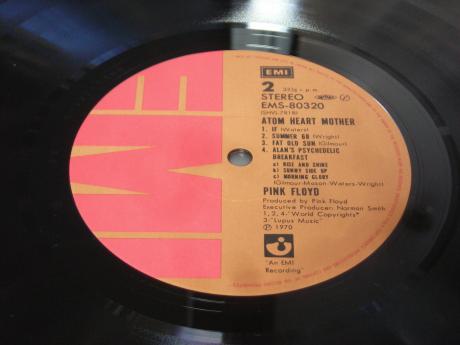 EMI
2 33⅓ r.p.m.
STEREO
EMS-80320
(SHVL-781B)
ATOM HEART MOTHER
1. IF (Waters)
2. SUMMER 68 (Wright)
3. FAT OLD SUN (Gilmour)
4. ALAN'S PSYCHEDELIC
BREAKFAST
a) RISE AND SHINE
b) SUNNY SIDE UP
c) MORNING GLORY
(Gilmour-Mason-Waters-Wright)
PINK FLOYD
Produced by Pink Floyd
Executive Producer: Norman Smith
1,2,4-"World Copyrights"
3-"Lupus Music"
Ⓟ 1970
"An EMI
Recording"
EMI